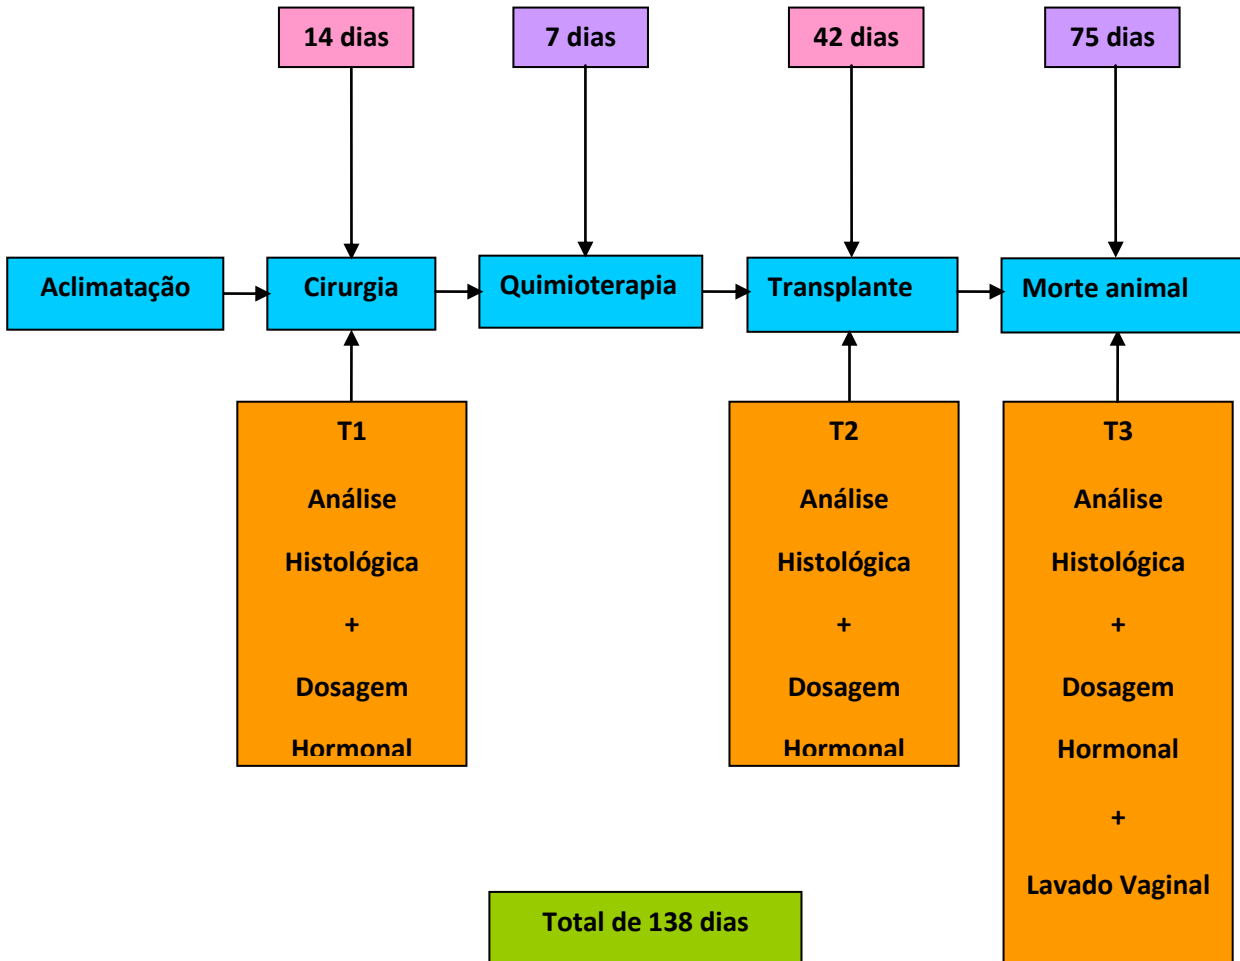 14 dias
7 dias
42 dias
75 dias
Aclimatação
Cirurgia
Quimioterapia
Transplante
Morte animal
T1
Análise
Histológica
+
Dosagem
Hormonal
T2
Análise
Histológica
+
Dosagem
Hormonal
T3
Análise
Histológica
+
Dosagem
Hormonal
+
Lavado Vaginal
Total de 138 dias